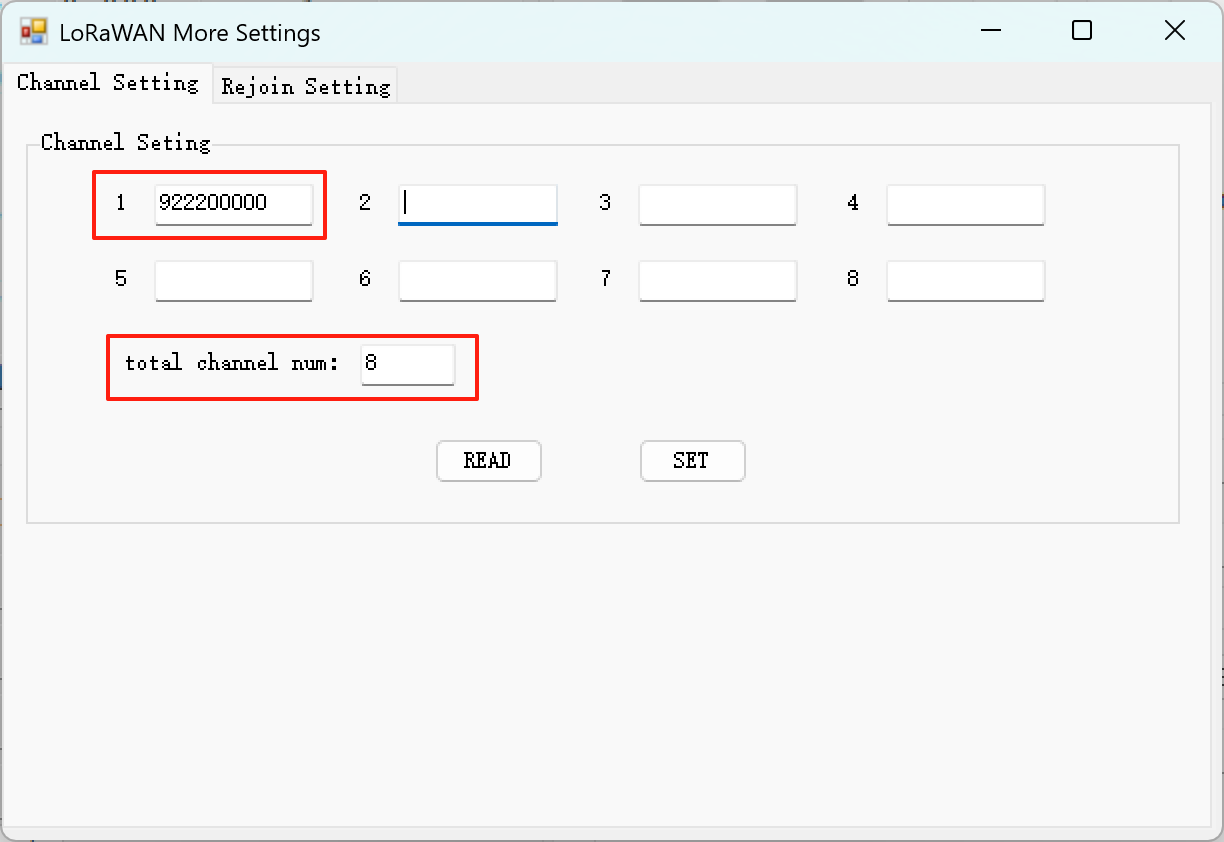 LoRaWAN More Settings
Channel Setting Rejoin Setting
Channel Seting
1 922200000 2 3 4
5 6 7 8
total channel num: 8
READ SET